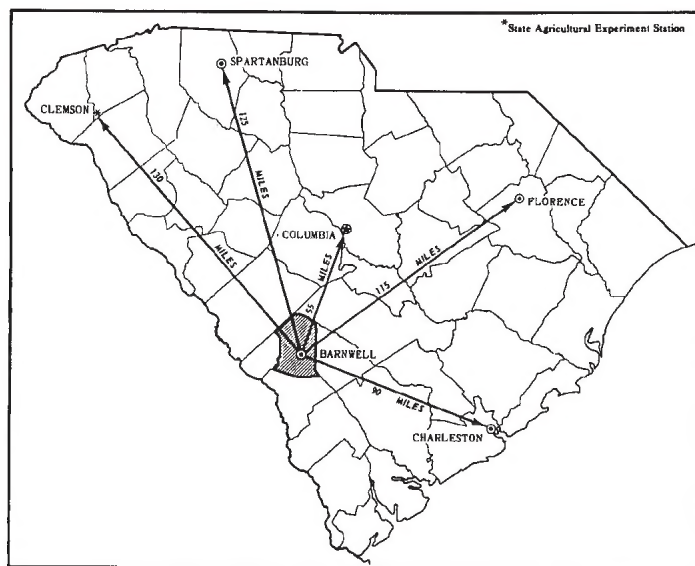 *State Agricultural Experiment Station
SPARTANBURG
CLEMSON
125
MILES
130
MILES
FLORENCE
COLUMBIA
MILES
55
MILES
115
BARNWELL
90
MILES
CHARLESTON